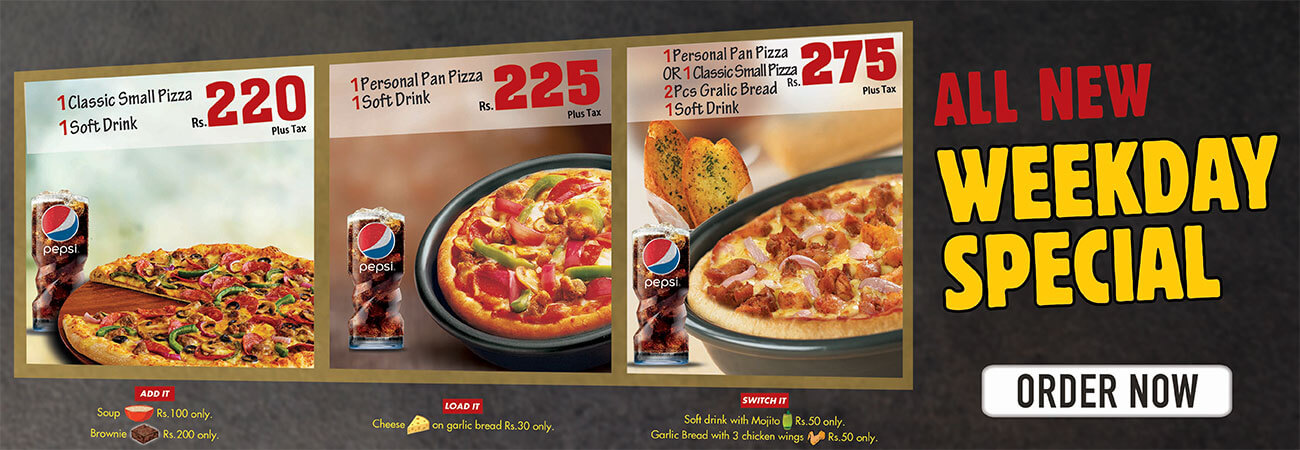 1 Classic Small Pizza
1 Soft Drink
Rs. 220
Plus Tax
pepsi
1 Personal Pan Pizza
1 Soft Drink
Rs. 225
Plus Tax
pepsi
1 Personal Pan Pizza
OR 1 Classic Small Pizza
2 Pcs Gralic Bread
1 Soft Drink
Rs. 275
Plus Tax
pepsi
ALL NEW
WEEKDAY
SPECIAL
ORDER NOW
ADD IT
Soup Rs.100 only.
Brownie Rs.200 only.
LOAD IT
Cheese on garlic bread Rs.30 only.
SWITCH IT
Soft drink with Mojito Rs.50 only.
Garlic Bread with 3 chicken wings Rs.50 only.